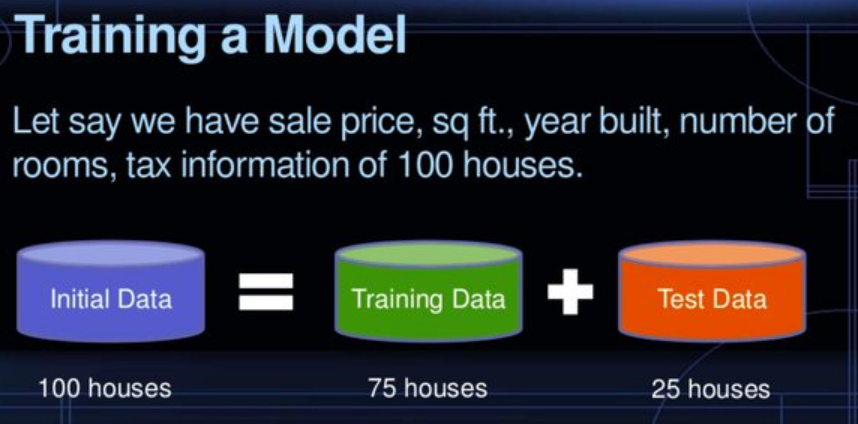 Training a Model
Let say we have sale price, sq ft., year built, number of
rooms, tax information of 100 houses.
Initial Data = Training Data + Test Data
100 houses 75 houses 25 houses